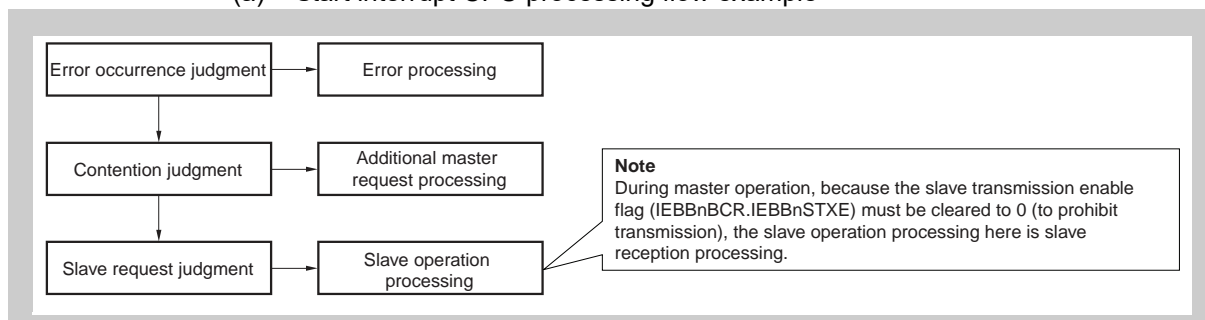 Error occurrence judgment
Error processing
Contention judgment
Additional master
request processing
Slave request judgment
Slave operation
processing
Note
During master operation, because the slave transmission enable
flag (IEBBnBCR.IEBBnSTXE) must be cleared to 0 (to prohibit
transmission), the slave operation processing here is slave
reception processing.